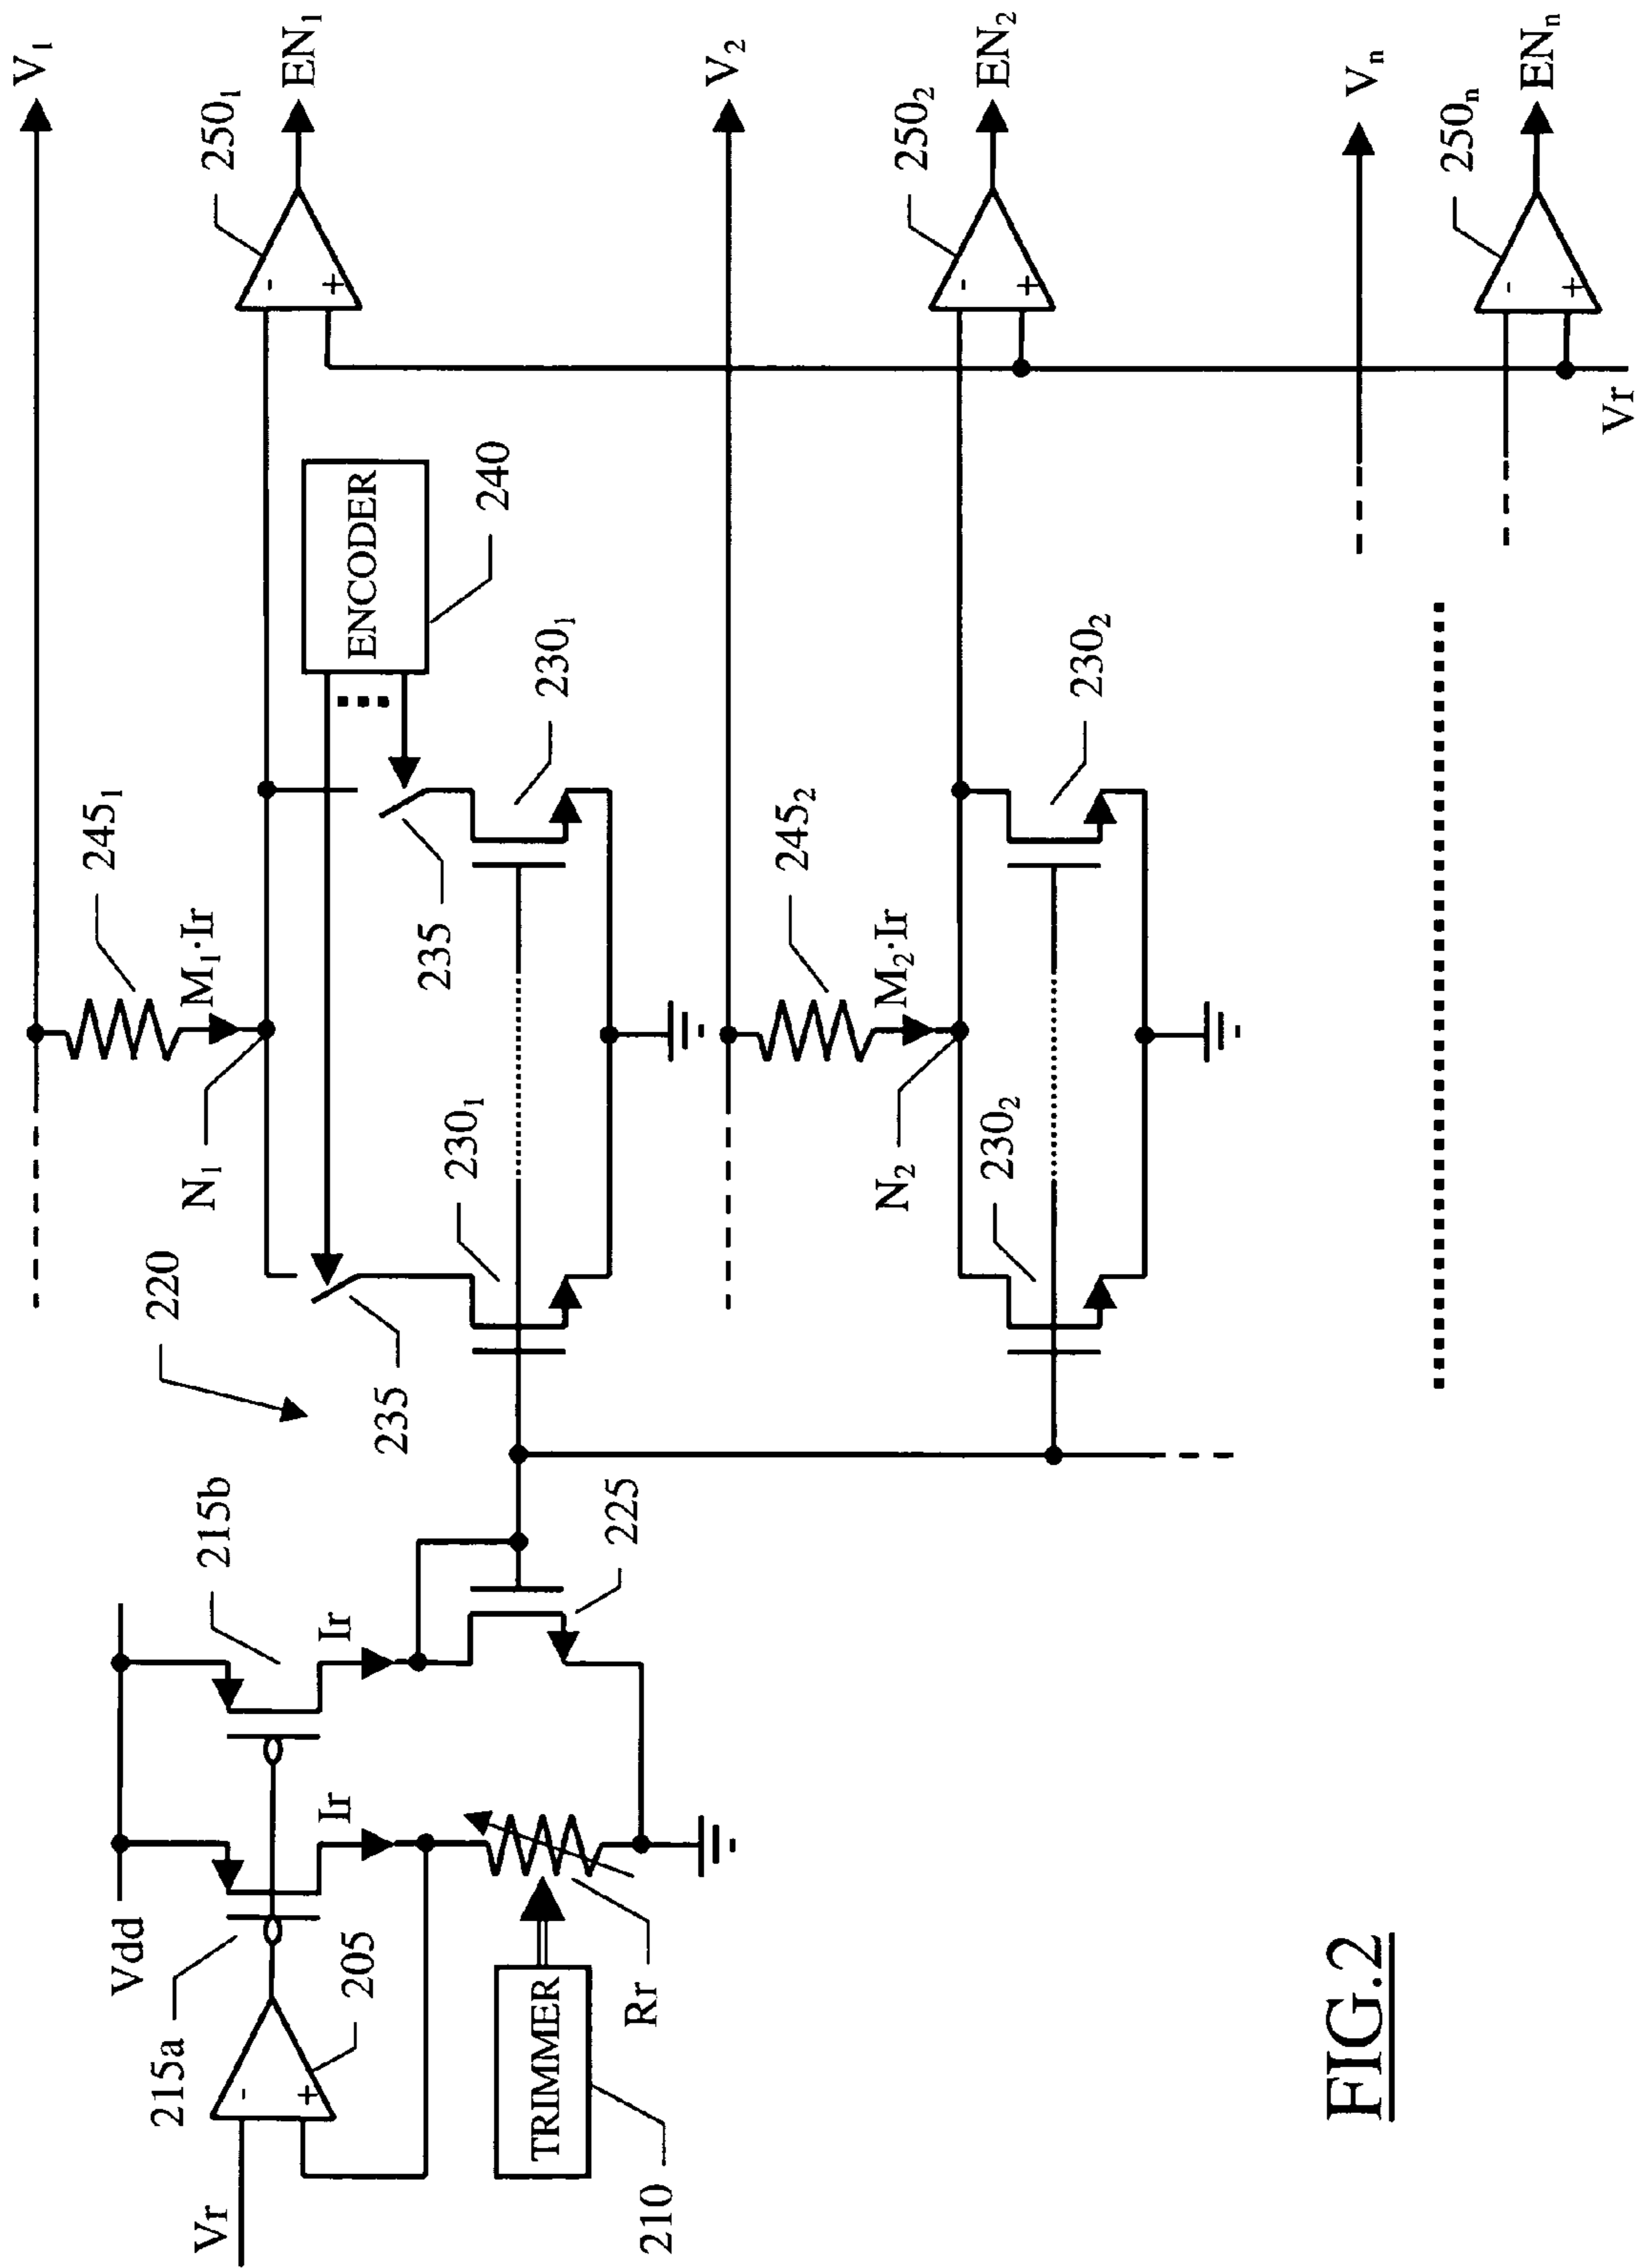 Vr
215a
Vdd
215b
Ir
Ir
205
TRIMMER
210
Rr
225
220
235
235
N₁
M₁·Ir
245₁
V₁
230₁
230₁
ENCODER
240
250₁
-
+
EN₁
N₂
M₂·Ir
245₂
V₂
230₂
230₂
250₂
-
+
EN₂
Vₙ
250ₙ
-
+
ENₙ
Vr
-
+
FIG.2